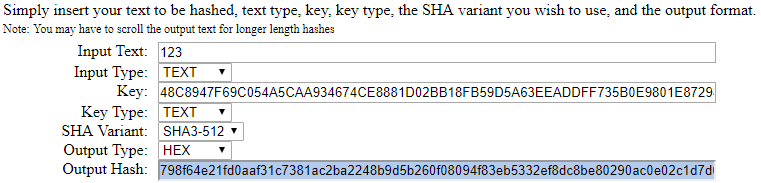 Simply insert your text to be hashed, text type, key, key type, the SHA variant you wish to use, and the output format.
Note: You may have to scroll the output text for longer length hashes
Input Text: 123
Input Type: TEXT
Key: 48C8947F69C054A5CAA934674CE8881D02BB18FB59D5A63EEADDFF735B0E9801E8729
Key Type: TEXT
SHA Variant: SHA3-512
Output Type: HEX
Output Hash: 798f64e21fd0aaf31c7381ac2ba2248b9d5b260f08094f83eb5332ef8dc8be80290ac0e02c1d7d